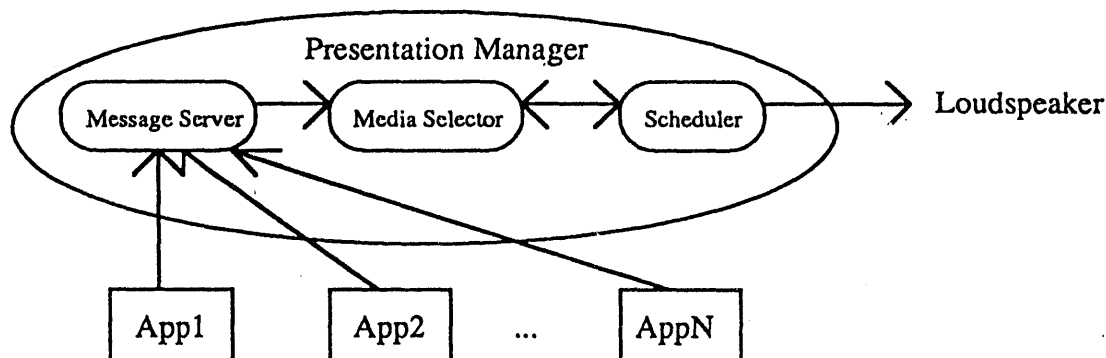 Presentation Manager
Message Server
Media Selector
Scheduler
Loudspeaker
App1
App2
...
AppN